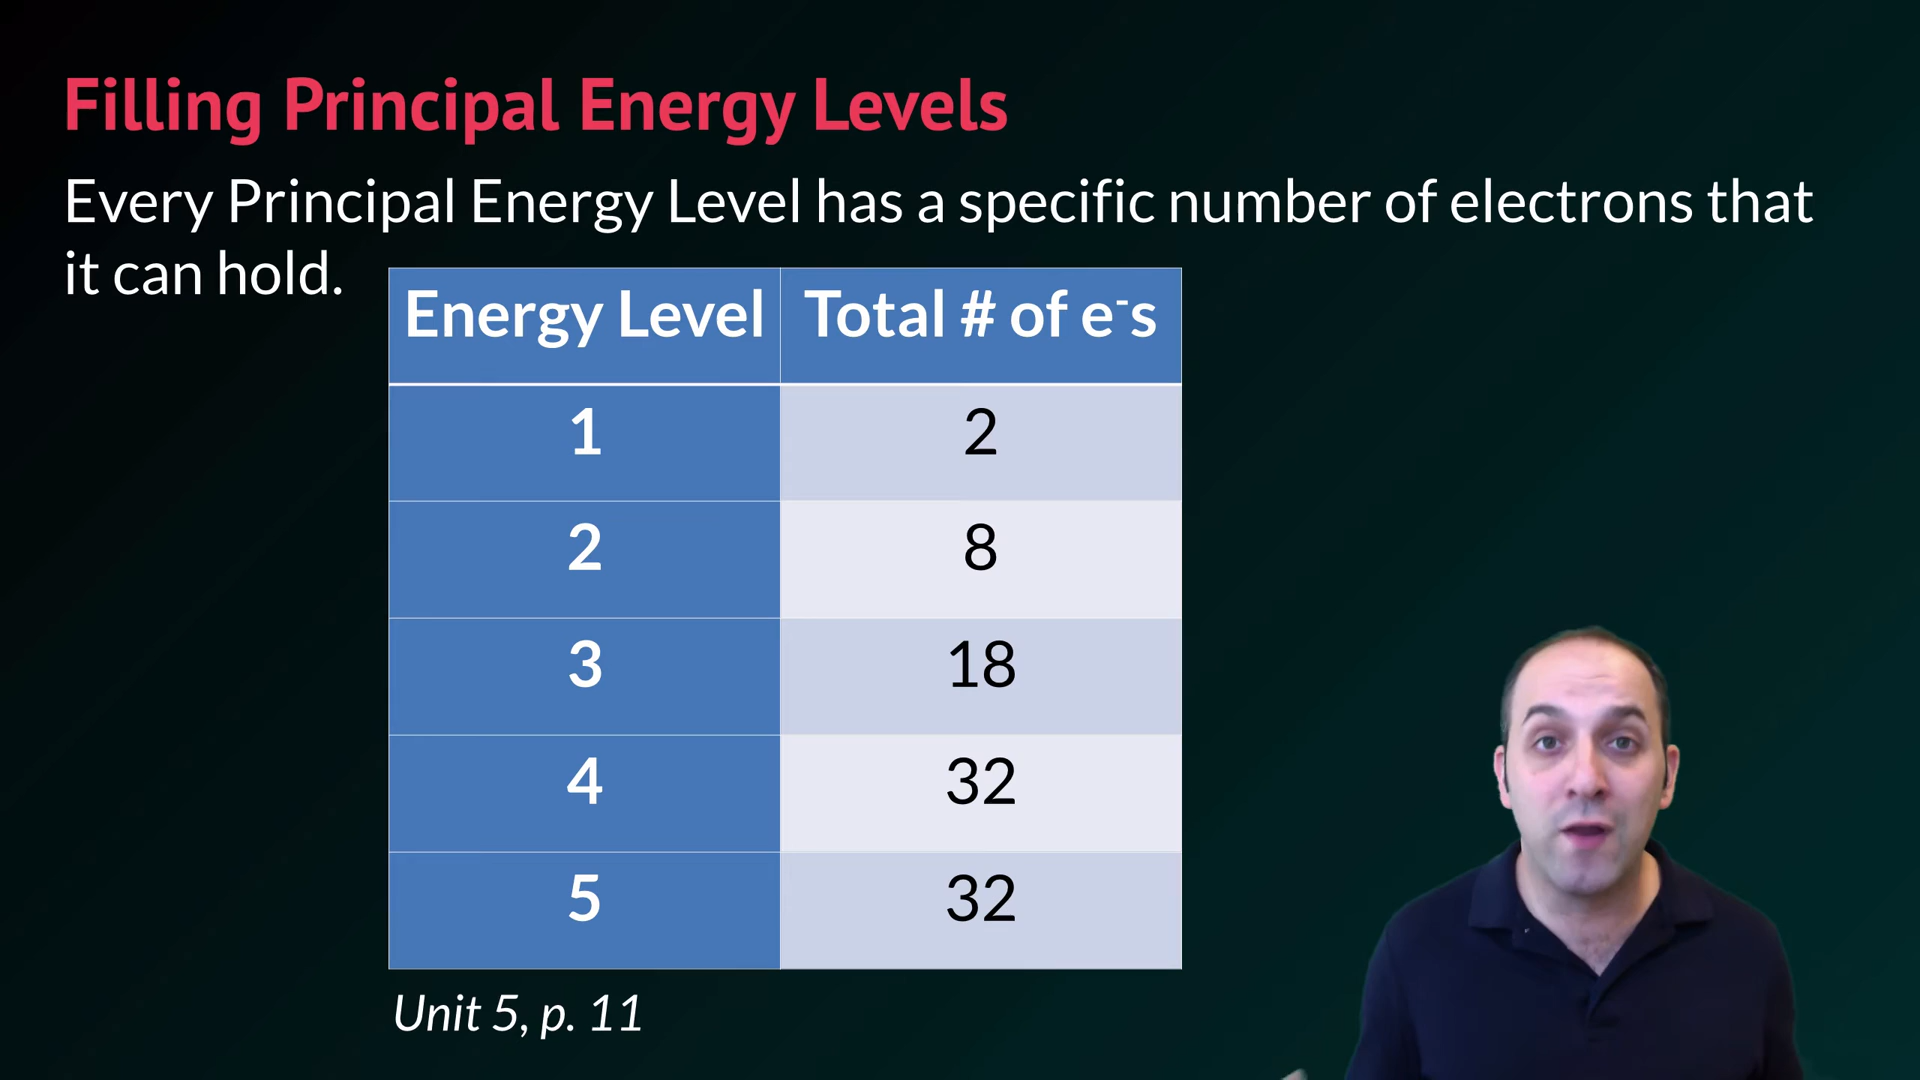 Filling Principal Energy Levels
Every Principal Energy Level has a specific number of electrons that
it can hold.
Energy Level Total # of e⁻s
1 2
2 8
3 18
4 32
5 32
Unit 5, p. 11